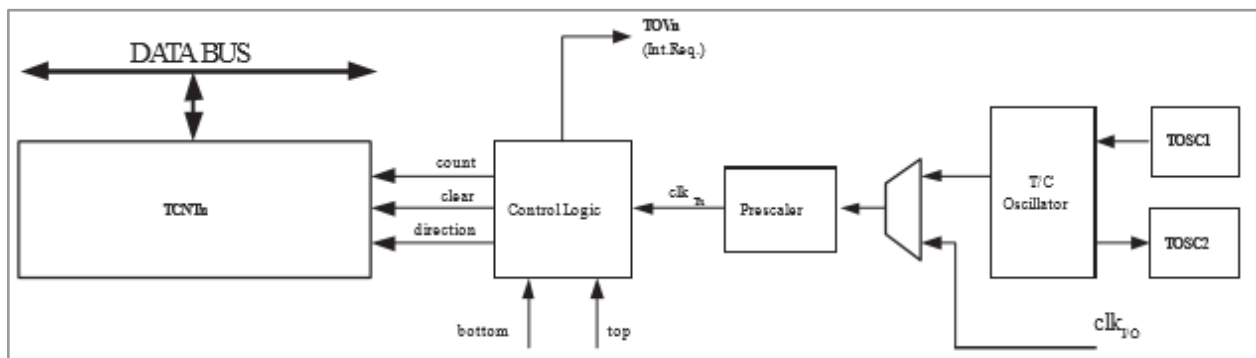 TOVn
(Int.Req.)
DATA BUS
TOSC1
count
T/C
Oscillator
TCNTn
clear
Control Logic
clk Tn
Prescaler
direction
TOSC2
bottom
top
clk I/O